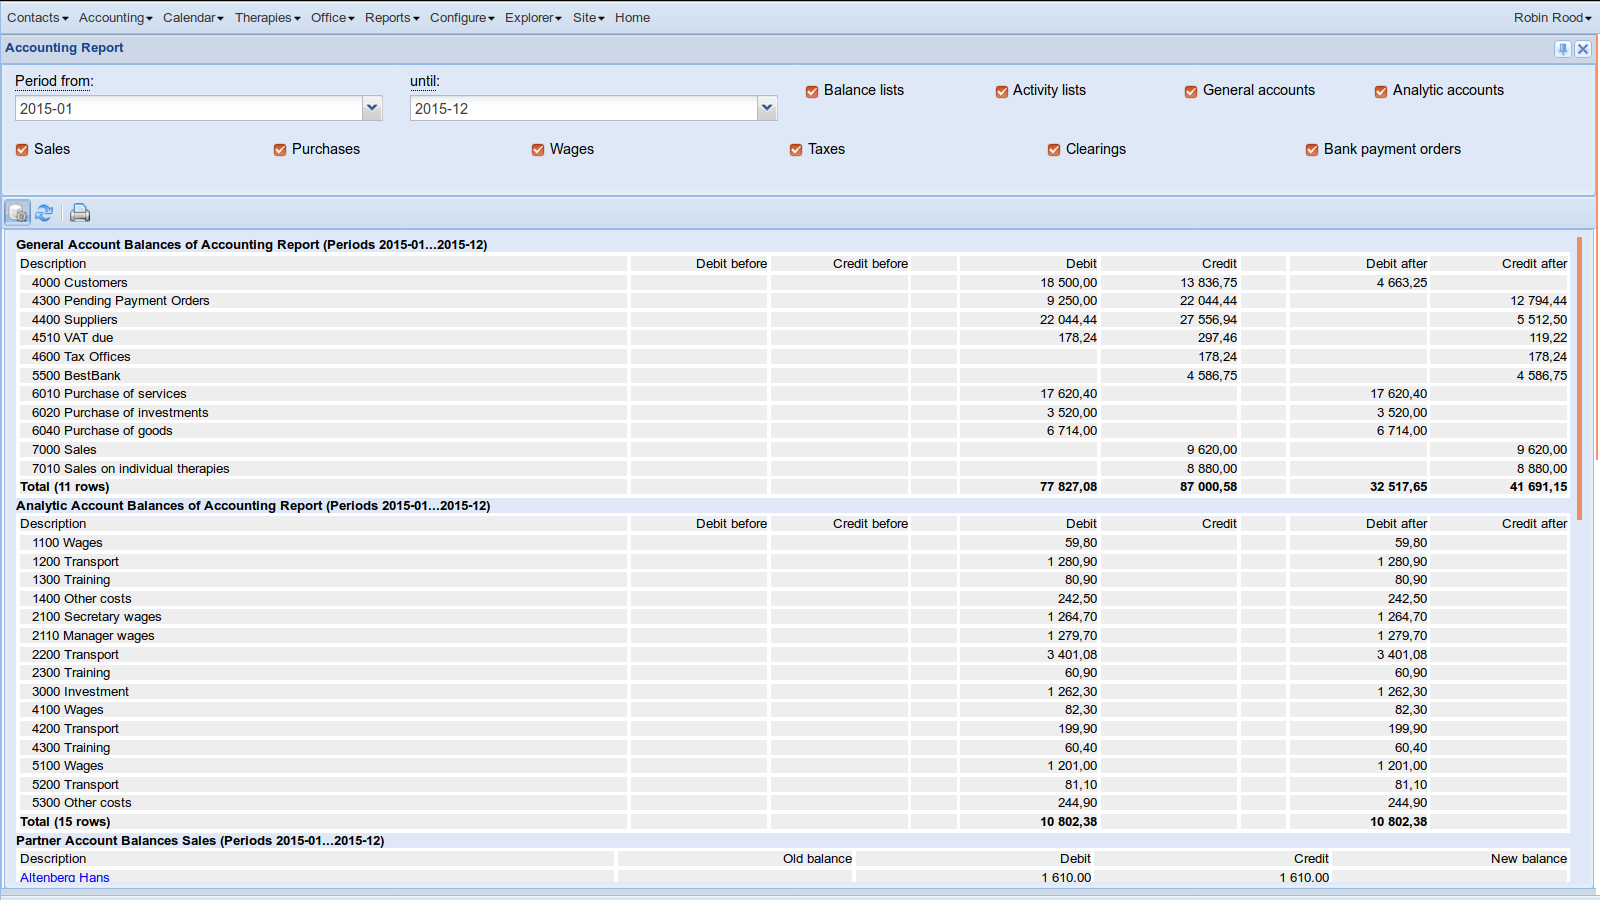 Contacts Accounting Calendar Therapies Office Reports Configure Explorer Site Home Robin Rood
Accounting Report
Period from: until:
2015-01 2015-12 Balance lists Activity lists General accounts Analytic accounts
Sales Purchases Wages Taxes Clearings Bank payment orders
General Account Balances of Accounting Report (Periods 2015-01...2015-12)
Description Debit before Credit before Debit Credit Debit after Credit after
4000 Customers 18 500,00 13 836,75 4 663,25
4300 Pending Payment Orders 9 250,00 22 044,44 12 794,44
4400 Suppliers 22 044,44 27 556,94 5 512,50
4510 VAT due 178,24 297,46 119,22
4600 Tax Offices 178,24 178,24
5500 BestBank 4 586,75 4 586,75
6010 Purchase of services 17 620,40 17 620,40
6020 Purchase of investments 3 520,00 3 520,00
6040 Purchase of goods 6 714,00 6 714,00
7000 Sales 9 620,00 9 620,00
7010 Sales on individual therapies 8 880,00 8 880,00
Total (11 rows) 77 827,08 87 000,58 32 517,65 41 691,15
Analytic Account Balances of Accounting Report (Periods 2015-01...2015-12)
Description Debit before Credit before Debit Credit Debit after Credit after
1100 Wages 59,80 59,80
1200 Transport 1 280,90 1 280,90
1300 Training 80,90 80,90
1400 Other costs 242,50 242,50
2100 Secretary wages 1 264,70 1 264,70
2110 Manager wages 1 279,70 1 279,70
2200 Transport 3 401,08 3 401,08
2300 Training 60,90 60,90
3000 Investment 1 262,30 1 262,30
4100 Wages 82,30 82,30
4200 Transport 199,90 199,90
4300 Training 60,40 60,40
5100 Wages 1 201,00 1 201,00
5200 Transport 81,10 81,10
5300 Other costs 244,90 244,90
Total (15 rows) 10 802,38 10 802,38
Partner Account Balances Sales (Periods 2015-01...2015-12)
Description Old balance Debit Credit New balance
Altenberg Hans 1 610,00 1 610,00